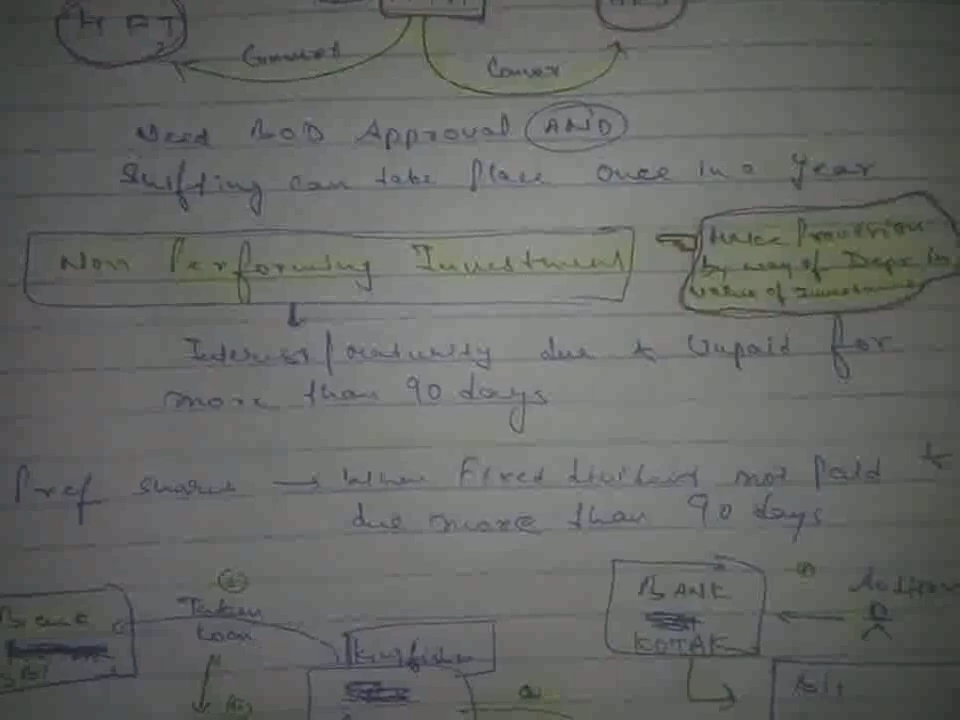 HFT
Convert
Conver
Need BOD Approval AND
Shifting can take Place once in a year
Non Performing Investment
Make Provision
by way of Depn in
value of Investment
Interest/maturity due & Unpaid for
more than 90 days
Pref shares → When Fixed dividend not Paid &
due more than 90 days
Bank
Taken
Loan
Kingfisher
BANK
KOTAK
Auditor